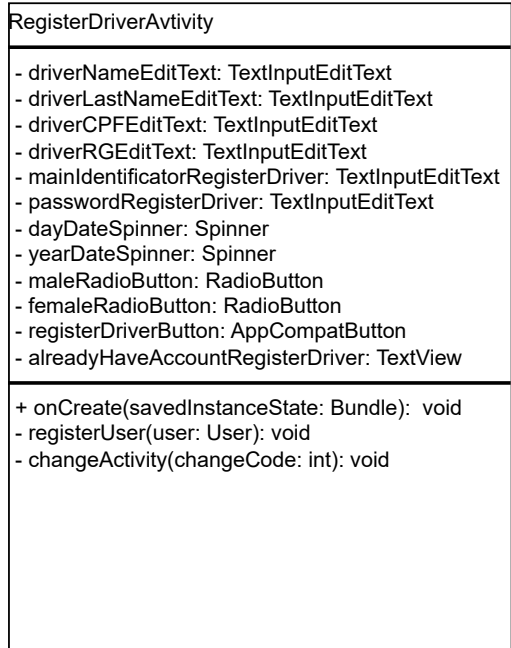 RegisterDriverAvtivity
- driverNameEditText: TextInputEditText
- driverLastNameEditText: TextInputEditText
- driverCPFEditText: TextInputEditText
- driverRGEditText: TextInputEditText
- mainIdentificatorRegisterDriver: TextInputEditText
- passwordRegisterDriver: TextInputEditText
- dayDateSpinner: Spinner
- yearDateSpinner: Spinner
- maleRadioButton: RadioButton
- femaleRadioButton: RadioButton
- registerDriverButton: AppCompatButton
- alreadyHaveAccountRegisterDriver: TextView
+ onCreate(savedInstanceState: Bundle):  void
- registerUser(user: User): void
- changeActivity(changeCode: int): void